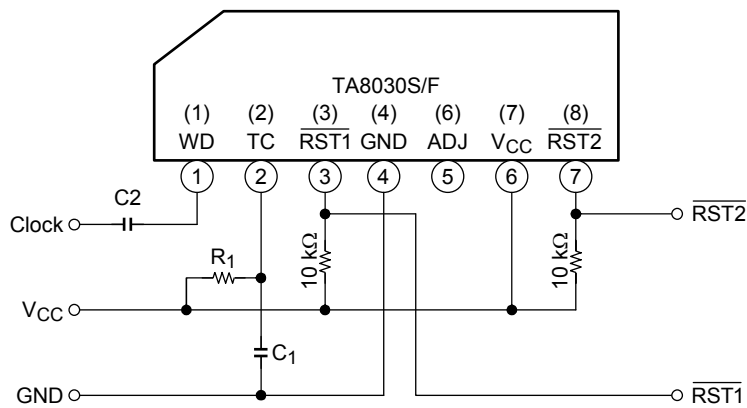 TA8030S/F
(1) (2) (3) (4) (6) (7) (8)
WD TC RST1 GND ADJ VCC RST2
1 2 3 4 5 6 7
C2
Clock
RST2
R1
10 kΩ
10 kΩ
VCC
C1
GND
RST1